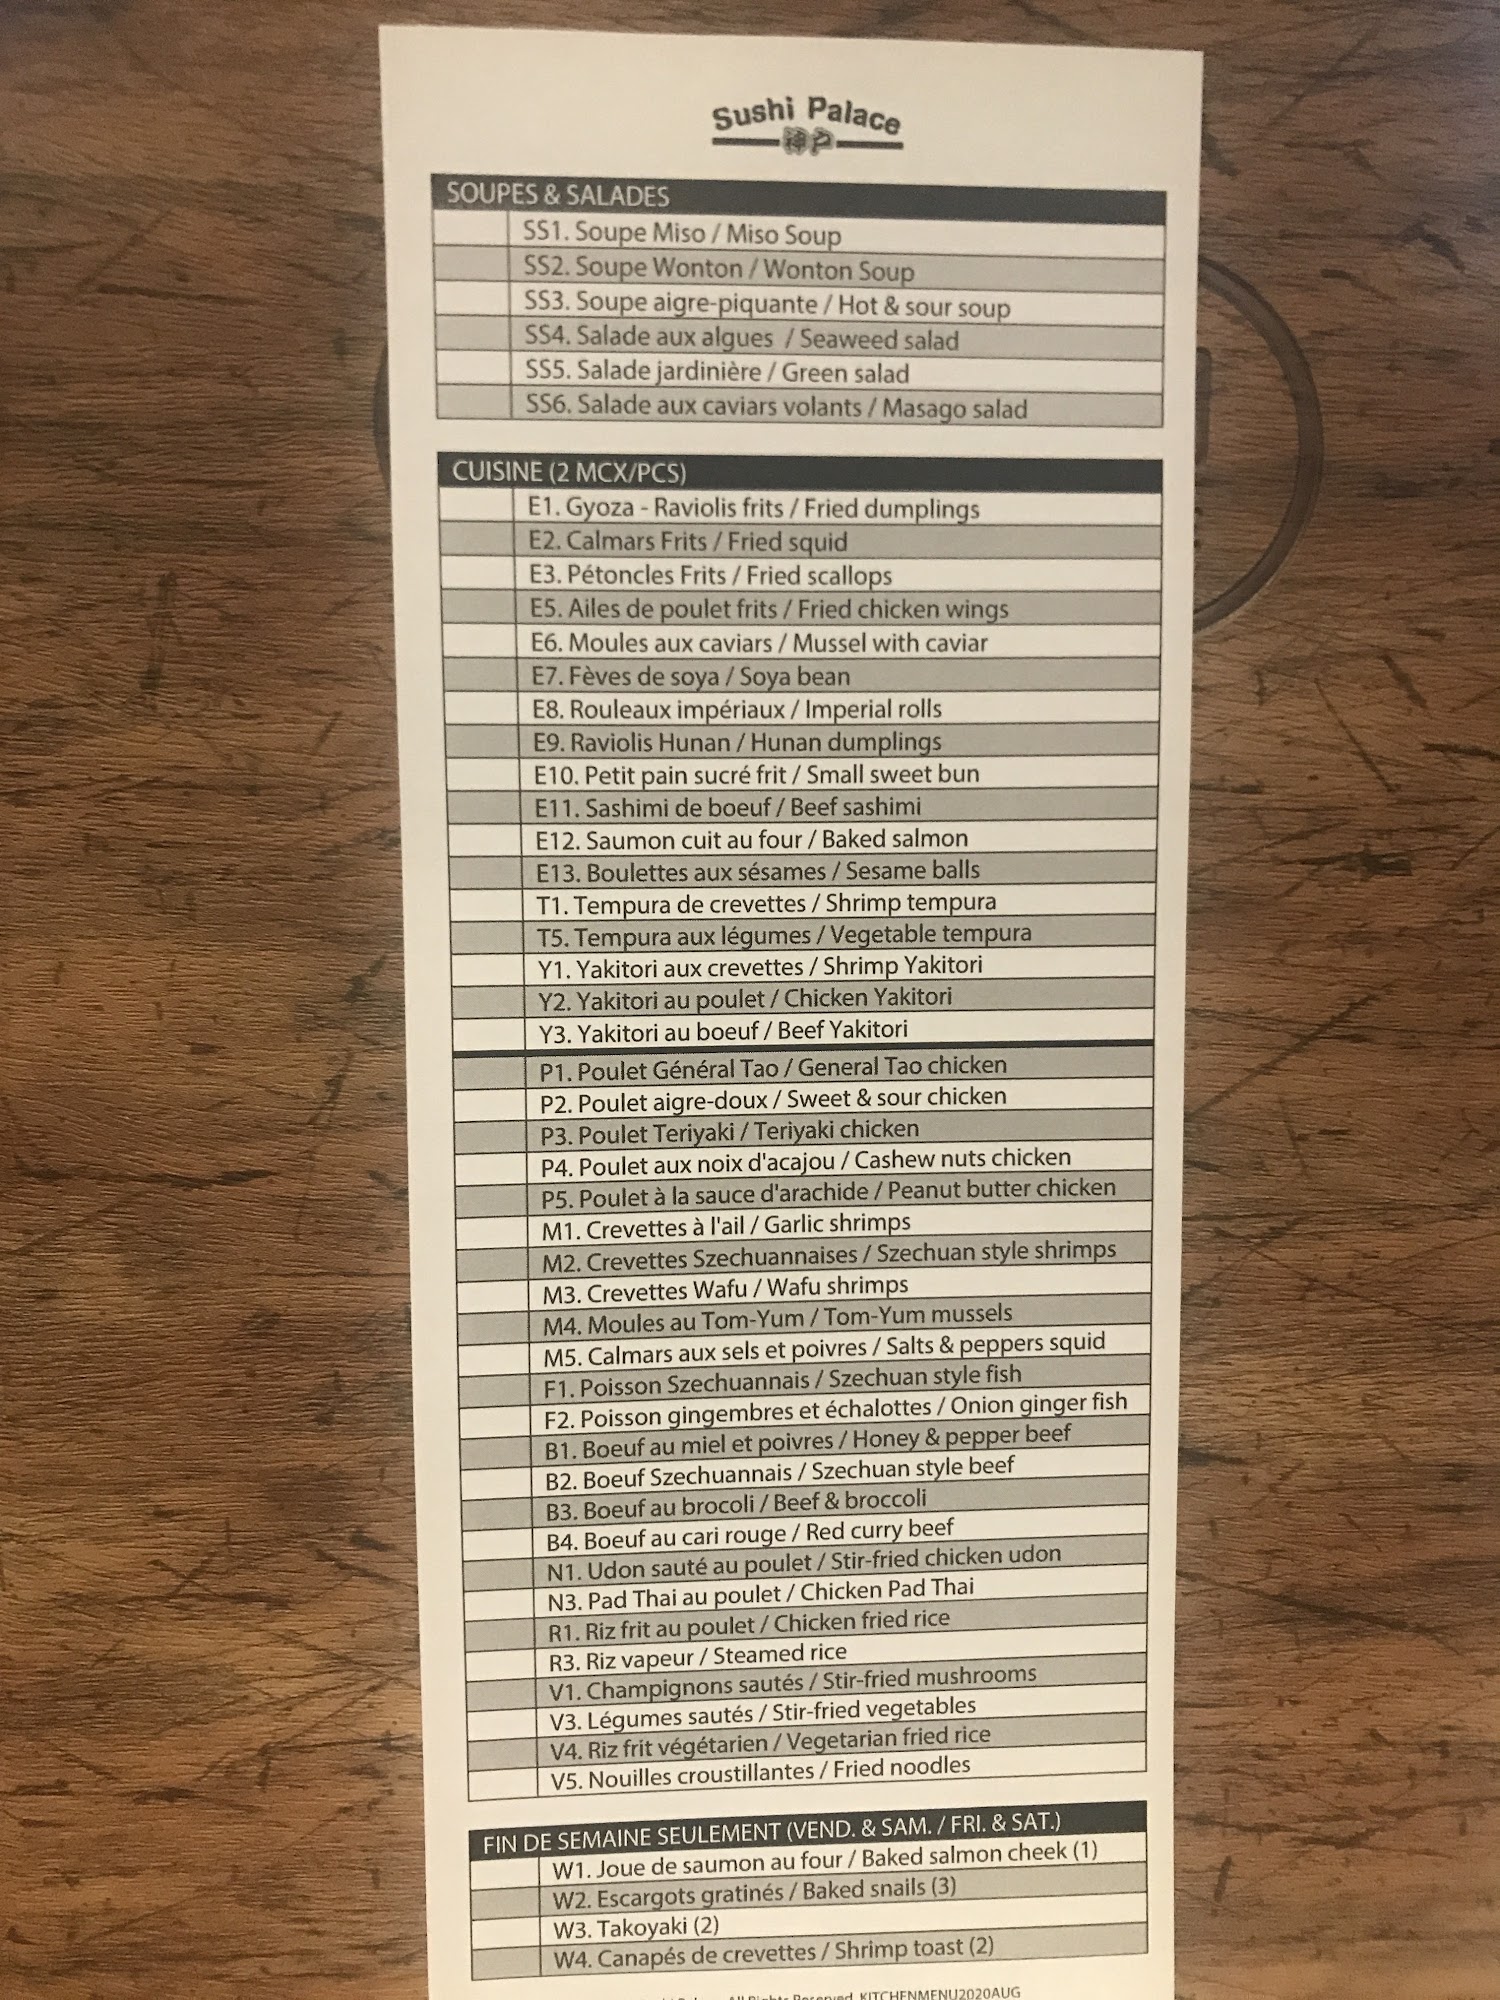 Sushi Palace
SOUPES & SALADES
SS1. Soupe Miso / Miso Soup
SS2. Soupe Wonton / Wonton Soup
SS3. Soupe aigre-piquante / Hot & sour soup
SS4. Salade aux algues / Seaweed salad
SS5. Salade jardinière / Green salad
SS6. Salade aux caviars volants / Masago salad
CUISINE (2 MCX/PCS)
E1. Gyoza - Raviolis frits / Fried dumplings
E2. Calmars Frits / Fried squid
E3. Pétoncles Frits / Fried scallops
E5. Ailes de poulet frits / Fried chicken wings
E6. Moules aux caviars / Mussel with caviar
E7. Fèves de soya / Soya bean
E8. Rouleaux impériaux / Imperial rolls
E9. Raviolis Hunan / Hunan dumplings
E10. Petit pain sucré frit / Small sweet bun
E11. Sashimi de boeuf / Beef sashimi
E12. Saumon cuit au four / Baked salmon
E13. Boulettes aux sésames / Sesame balls
T1. Tempura de crevettes / Shrimp tempura
T5. Tempura aux légumes / Vegetable tempura
Y1. Yakitori aux crevettes / Shrimp Yakitori
Y2. Yakitori au poulet / Chicken Yakitori
Y3. Yakitori au boeuf / Beef Yakitori
P1. Poulet Général Tao / General Tao chicken
P2. Poulet aigre-doux / Sweet & sour chicken
P3. Poulet Teriyaki / Teriyaki chicken
P4. Poulet aux noix d'acajou / Cashew nuts chicken
P5. Poulet à la sauce d'arachide / Peanut butter chicken
M1. Crevettes à l'ail / Garlic shrimps
M2. Crevettes Szechuannaises / Szechuan style shrimps
M3. Crevettes Wafu / Wafu shrimps
M4. Moules au Tom-Yum / Tom-Yum mussels
M5. Calmars aux sels et poivres / Salts & peppers squid
F1. Poisson Szechuannais / Szechuan style fish
F2. Poisson gingembres et échalottes / Onion ginger fish
B1. Boeuf au miel et poivres / Honey & pepper beef
B2. Boeuf Szechuannais / Szechuan style beef
B3. Boeuf au brocoli / Beef & broccoli
B4. Boeuf au cari rouge / Red curry beef
N1. Udon sauté au poulet / Stir-fried chicken udon
N3. Pad Thai au poulet / Chicken Pad Thai
R1. Riz frit au poulet / Chicken fried rice
R3. Riz vapeur / Steamed rice
V1. Champignons sautés / Stir-fried mushrooms
V3. Légumes sautés / Stir-fried vegetables
V4. Riz frit végétarien / Vegetarian fried rice
V5. Nouilles croustillantes / Fried noodles
FIN DE SEMAINE SEULEMENT (VEND. & SAM. / FRI. & SAT.)
W1. Joue de saumon au four / Baked salmon cheek (1)
W2. Escargots gratinés / Baked snails (3)
W3. Takoyaki (2)
W4. Canapés de crevettes / Shrimp toast (2)
All Rights Reserved. KITCHENMENU2020AUG